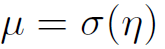 μ = σ(η)